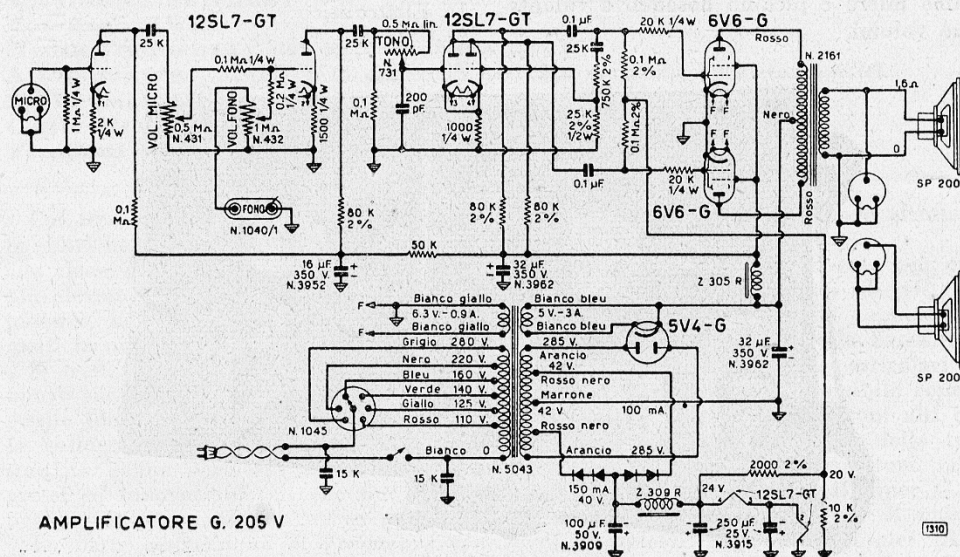 12SL7-GT
25 K
MICRO
1 MΩ 1/4 W
2 K
1/4 W
0.1
MΩ
VOL. MICRO
0,5 MΩ
N.431
0.1 MΩ 1/4 W
VOL. FONO
1 MΩ
N.432
0.2 MΩ
1/4 W
1500 1/4 W
FONO
N.1040/1
25 K
0.5 MΩ lin.
TONO
N.
731
0.1
MΩ
200
pF.
12SL7-GT
1000
1/4 W
0.1 µF
25 K
750 K 2%
25 K
2%
1/2 W
0.1 MΩ
2%
0.1 MΩ 2%
0.1 µF.
20 K 1/4 W
20 K
1/4 W
6V6-G
Rosso
F F
F F
6V6-G
Nero
Rosso
N. 2161
1,6 Ω
0
SP 200
SP 200
80 K
2%
50 K
80 K
2%
80 K
2%
16 µF
350 V.
N.3952
32 µF
350 V.
N.3962
Z 305 R
32 µF
350 V.
N.3962
F
Bianco giallo
6.3 V.-0.9 A.
F
Bianco giallo
Grigio 280 V.
Nero 220 V.
Bleu 160 V.
Verde 140 V.
Giallo 125 V.
Rosso 110 V.
Bianco 0
N.1045
15 K
15 K
N. 5043
Bianco bleu
5 V.-3 A.
Bianco bleu
5V4-G
285 V.
Arancio
42 V.
Rosso nero
Marrone
42 V.
100 mA.
Rosso nero
Arancio 285 V.
150 mA.
40 V.
Z 309 R
24 V.
2000 2%
20 V.
12SL7-GT
10 K
2%
100 µF.
50 V.
N.3909
250 µF
25 V.
N.3915
AMPLIFICATORE G. 205 V
1310